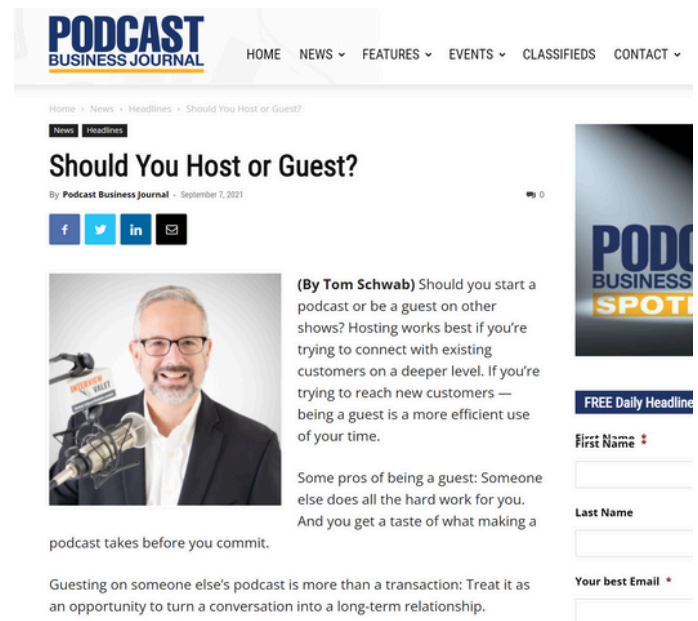 PODCAST
BUSINESS JOURNAL
HOME NEWS FEATURES EVENTS CLASSIFIEDS CONTACT
Home › News › Headlines › Should You Host or Guest?
News Headlines
Should You Host or Guest?
By Podcast Business Journal - September 7, 2021
0
f in
INTERVIEW
VALET
(By Tom Schwab) Should you start a
podcast or be a guest on other
shows? Hosting works best if you're
trying to connect with existing
customers on a deeper level. If you're
trying to reach new customers —
being a guest is a more efficient use
of your time.
Some pros of being a guest: Someone
else does all the hard work for you.
And you get a taste of what making a
podcast takes before you commit.
Guesting on someone else's podcast is more than a transaction: Treat it as
an opportunity to turn a conversation into a long-term relationship.
PODC
BUSINESS
SPOT
FREE Daily Headline
First Name *
First Name *
Last Name
Your best Email *